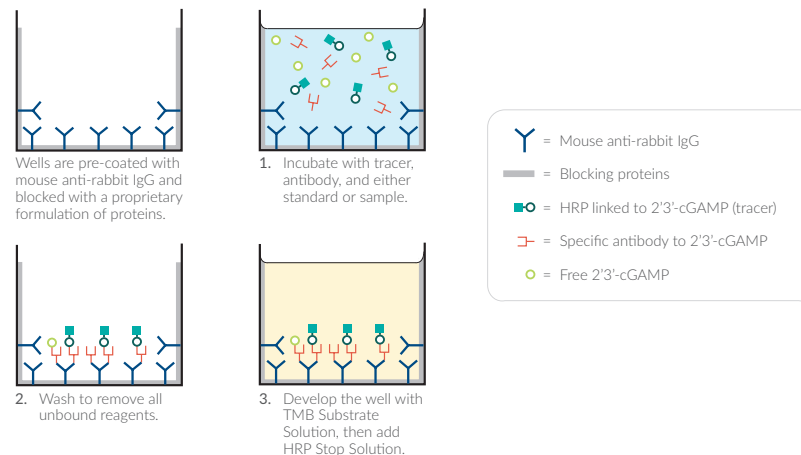 Wells are pre-coated with
mouse anti-rabbit IgG and
blocked with a proprietary
formulation of proteins.
1. Incubate with tracer,
antibody, and either
standard or sample.
2. Wash to remove all
unbound reagents.
3. Develop the well with
TMB Substrate
Solution, then add
HRP Stop Solution.
= Mouse anti-rabbit IgG
= Blocking proteins
= HRP linked to 2’3’-cGAMP (tracer)
= Specific antibody to 2’3’-cGAMP
= Free 2’3’-cGAMP